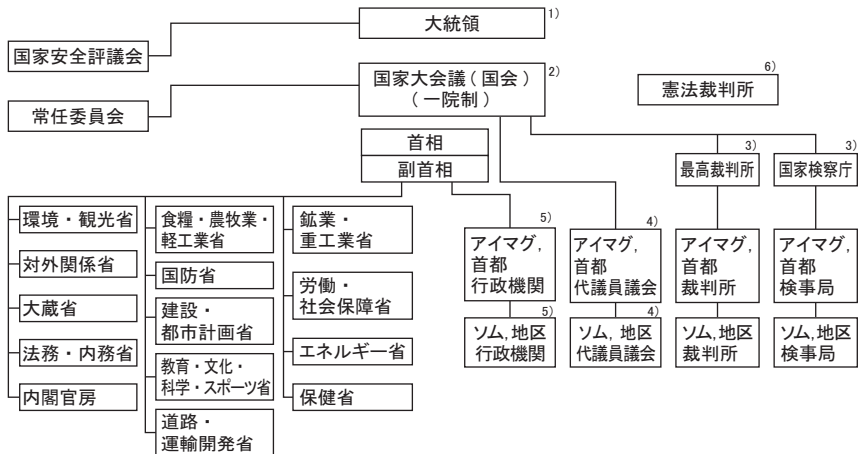 大統領
1)
国家安全評議会
国家大会議(国会)
(一院制)
2)
常任委員会
6)
憲法裁判所
首相
副首相
3)
最高裁判所
3)
国家検察庁
環境・観光省
対外関係省
大蔵省
法務・内務省
内閣官房
食糧・農牧業・
軽工業省
国防省
建設・
都市計画省
教育・文化・
科学・スポーツ省
道路・
運輸開発省
鉱業・
重工業省
労働・
社会保障省
エネルギー省
保健省
5)
アイマグ,
首都
行政機関
5)
ソム,地区
行政機関
4)
アイマグ,
首都
代議員議会
4)
ソム, 地区
代議員議会
アイマグ,
首都
裁判所
ソム,地区
裁判所
アイマグ,
首都
検事局
ソム,地区
検事局